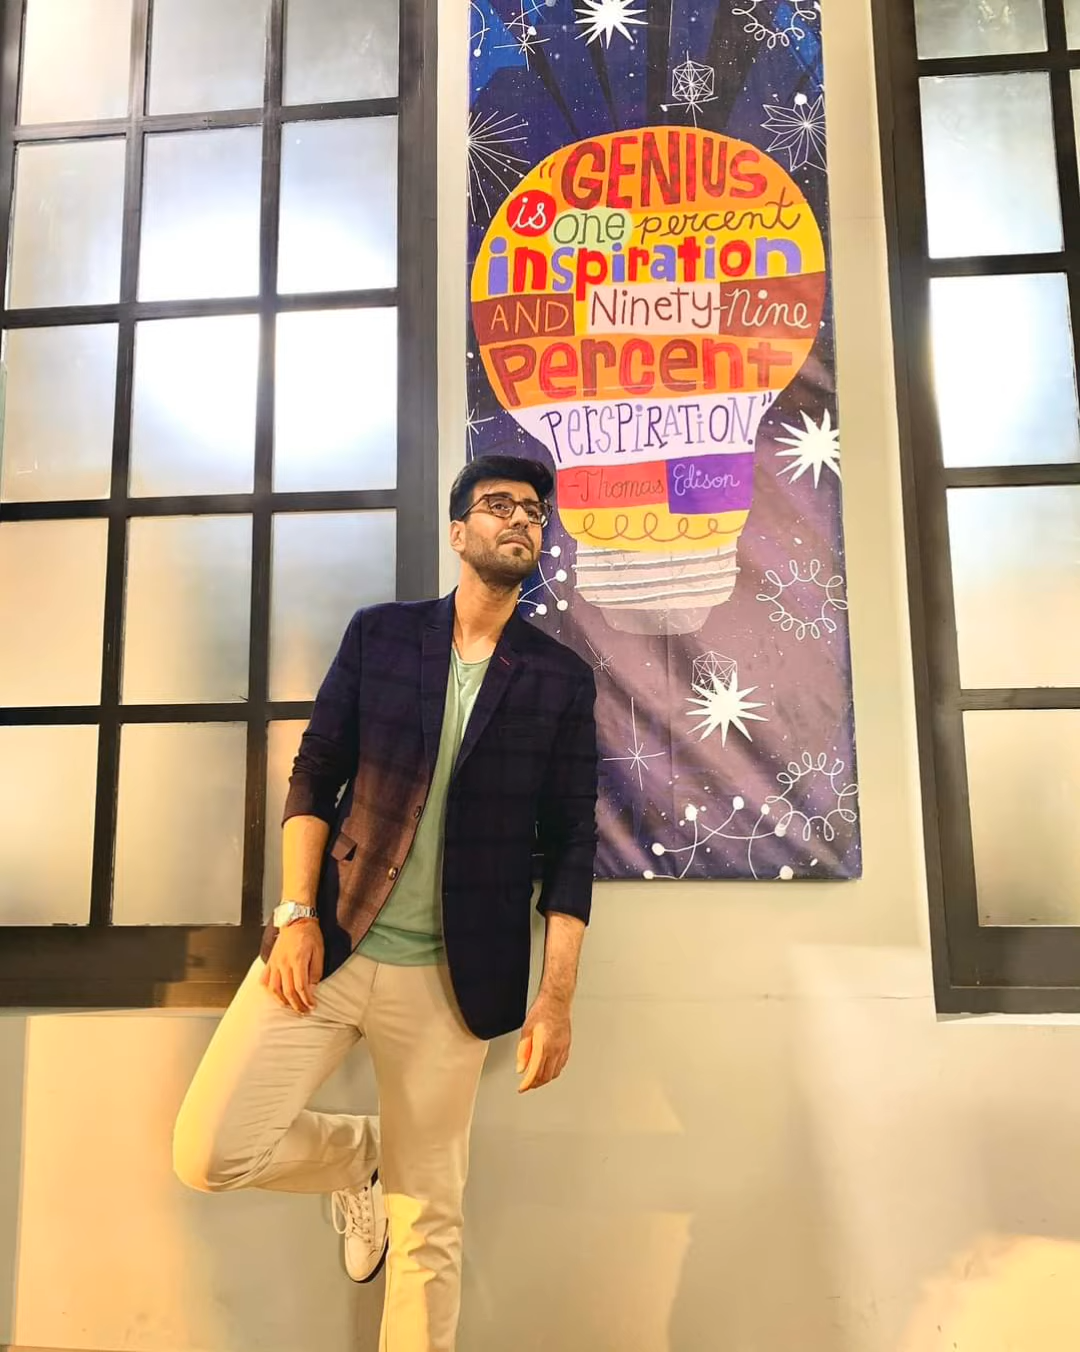 "GENIUS
is one percent
inspiration
AND Ninety-Nine
Percent
PERSPIRATION."
-Thomas Edison